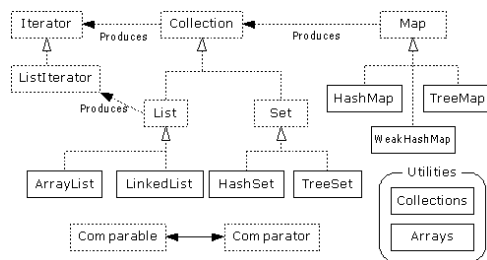 Iterator
Collection
Map
Produces
Produces
ListIterator
Produces
List
Set
HashMap
TreeMap
WeakHashMap
ArrayList
LinkedList
HashSet
TreeSet
Utilities
Collections
Arrays
Comparable
Comparator